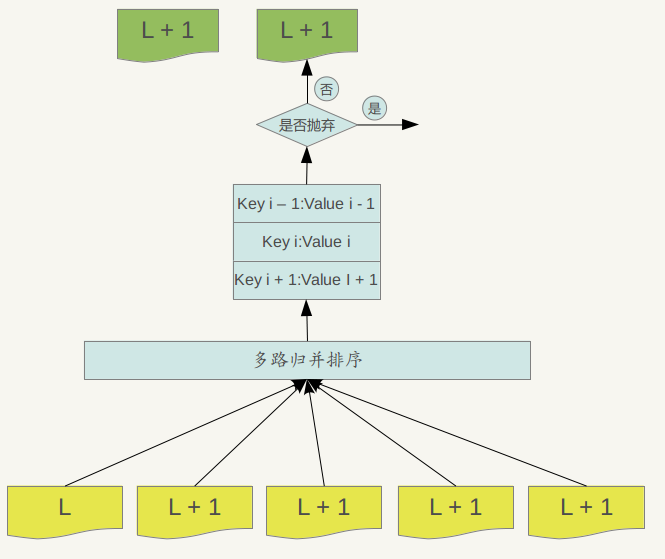 L + 1
L + 1
否
是
是否抛弃
Key i – 1:Value i - 1
Key i:Value i
Key i + 1:Value I + 1
多路归并排序
L
L + 1
L + 1
L + 1
L + 1